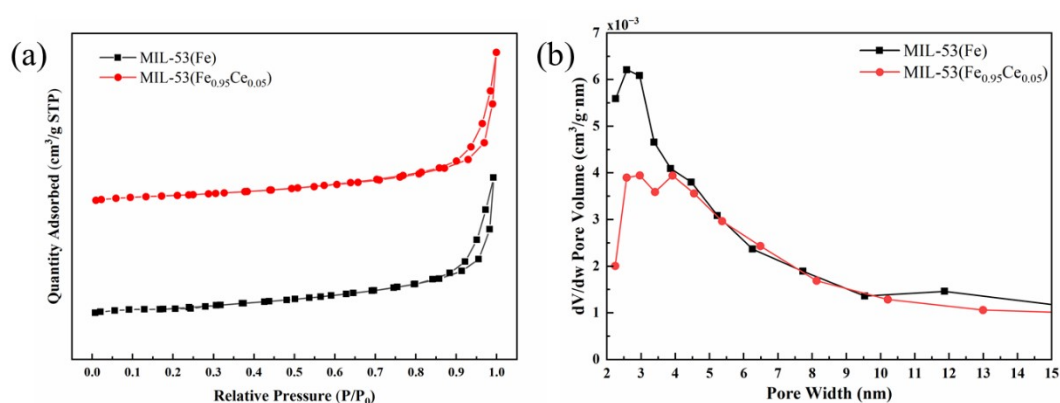 (a)
MIL-53(Fe)
MIL-53(Fe0.95Ce0.05)
Quantity Adsorbed (cm³/g STP)
0.0 0.1 0.2 0.3 0.4 0.5 0.6 0.7 0.8 0.9 1.0
Relative Pressure (P/P0)
(b)
×10⁻³
MIL-53(Fe)
MIL-53(Fe0.95Ce0.05)
dV/dw Pore Volume (cm³/g·nm)
7
6
5
4
3
2
1
0
2 3 4 5 6 7 8 9 10 11 12 13 14 15
Pore Width (nm)